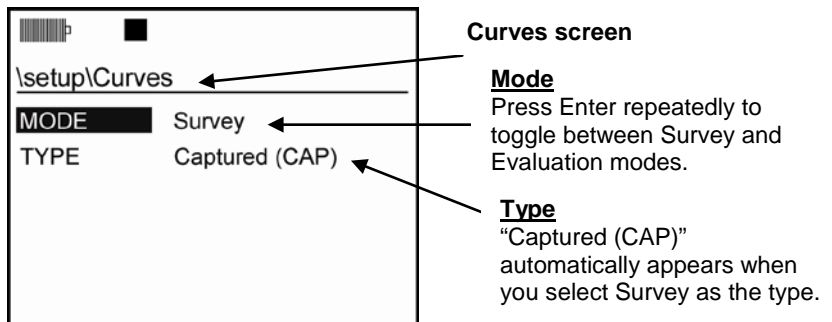 Curves screen
\setup\Curves
MODE Survey
TYPE Captured (CAP)
Mode
Press Enter repeatedly to
toggle between Survey and
Evaluation modes.
Type
“Captured (CAP)”
automatically appears when
you select Survey as the type.